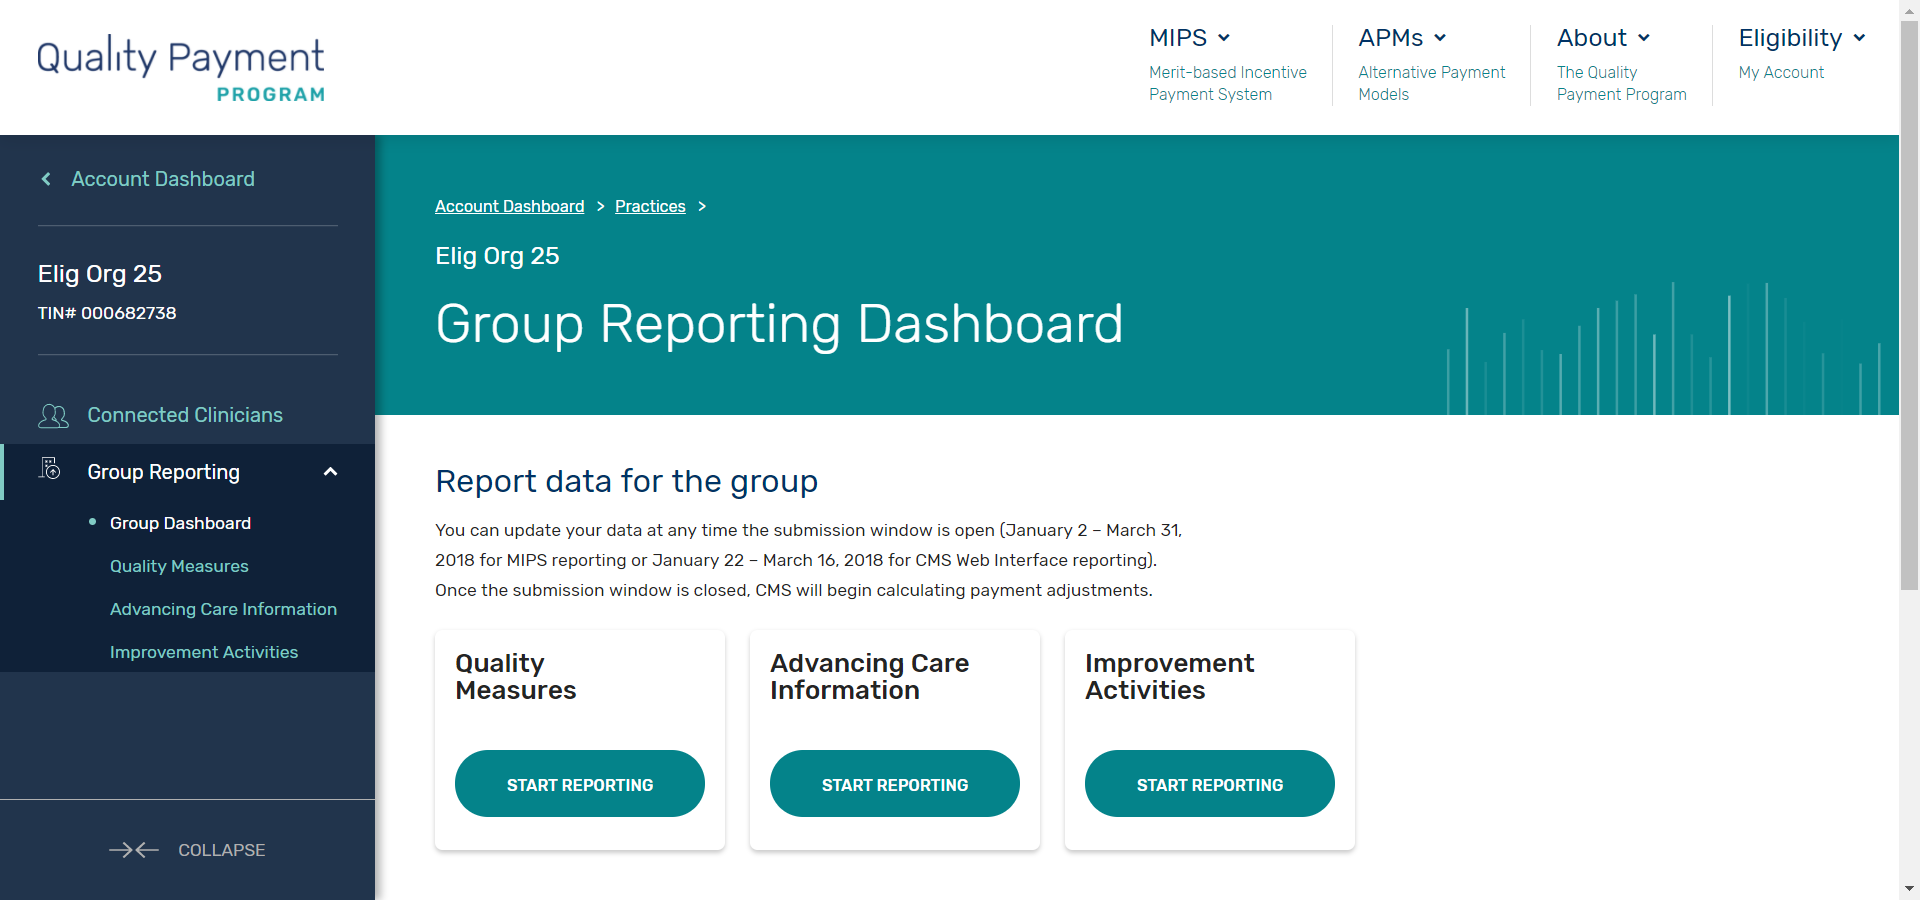 Quality Payment
PROGRAM
MIPS
Merit-based Incentive
Payment System
APMs
Alternative Payment
Models
About
The Quality
Payment Program
Eligibility
My Account
Account Dashboard
Elig Org 25
TIN# 000682738
Connected Clinicians
Group Reporting
Group Dashboard
Quality Measures
Advancing Care Information
Improvement Activities
COLLAPSE
Account Dashboard > Practices >
Elig Org 25
Group Reporting Dashboard
Report data for the group
You can update your data at any time the submission window is open (January 2 – March 31,
2018 for MIPS reporting or January 22 – March 16, 2018 for CMS Web Interface reporting).
Once the submission window is closed, CMS will begin calculating payment adjustments.
Quality
Measures
START REPORTING
Advancing Care
Information
START REPORTING
Improvement
Activities
START REPORTING